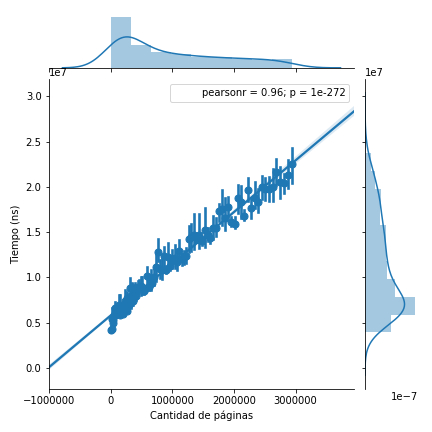 1e7
1e7
pearsonr = 0.96; p = 1e-272
3.0
2.5
2.0
1.5
1.0
0.5
0.0
Tiempo (ns)
−1000000 0 1000000 2000000 3000000
Cantidad de páginas
1e−7